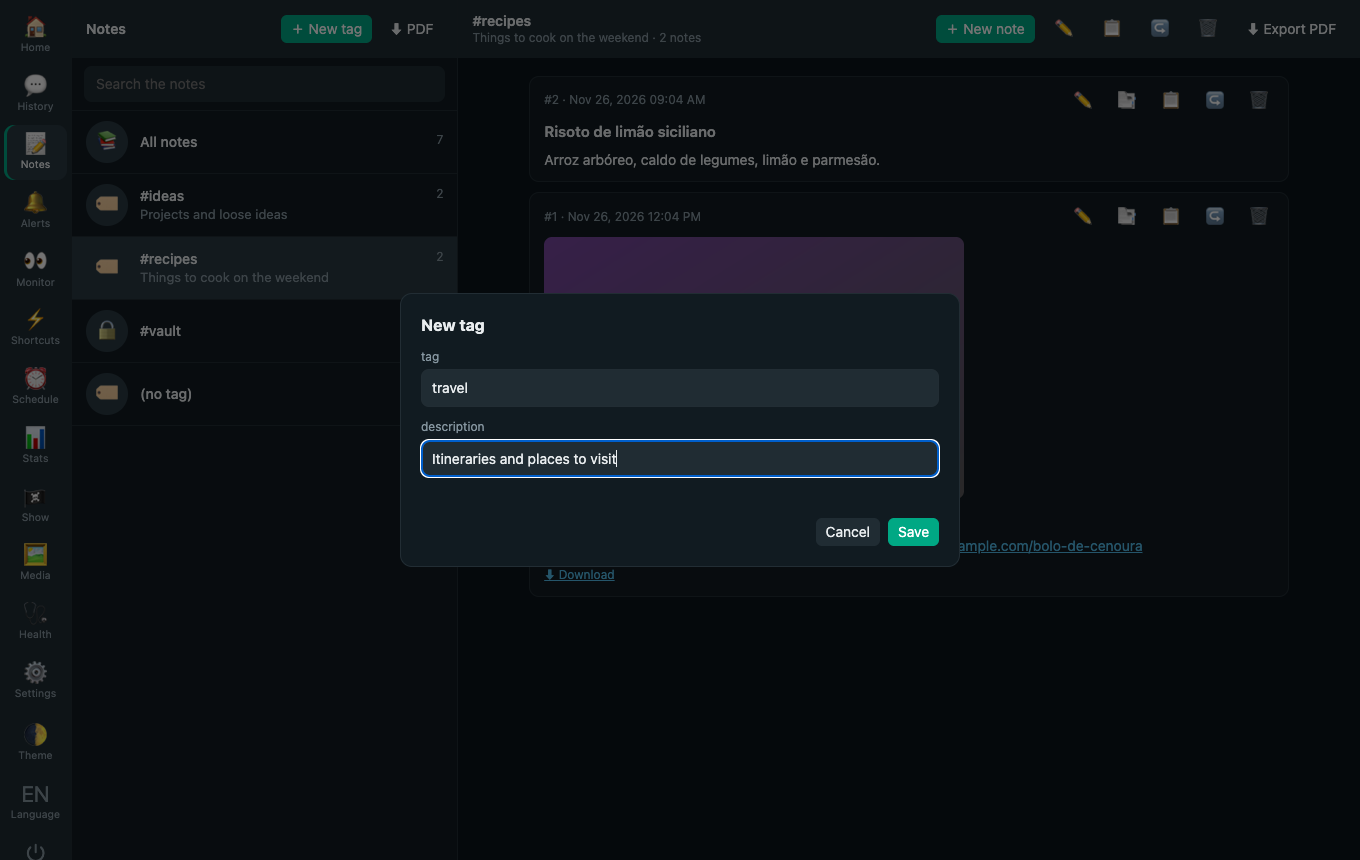 Home
History
Notes
Alerts
Monitor
Shortcuts
Schedule
Stats
Show
Media
Health
Settings
Theme
EN
Language
Notes
+ New tag
⬇ PDF
Search the notes
All notes
7
#ideas
2
Projects and loose ideas
#recipes
2
Things to cook on the weekend
#vault
(no tag)
#recipes
Things to cook on the weekend · 2 notes
+ New note
⬇ Export PDF
#2 · Nov 26, 2026 09:04 AM
Risoto de limão siciliano
Arroz arbóreo, caldo de legumes, limão e parmesão.
#1 · Nov 26, 2026 12:04 PM
ample.com/bolo-de-cenoura
⬇ Download
New tag
tag
travel
description
Itineraries and places to visit
Cancel
Save